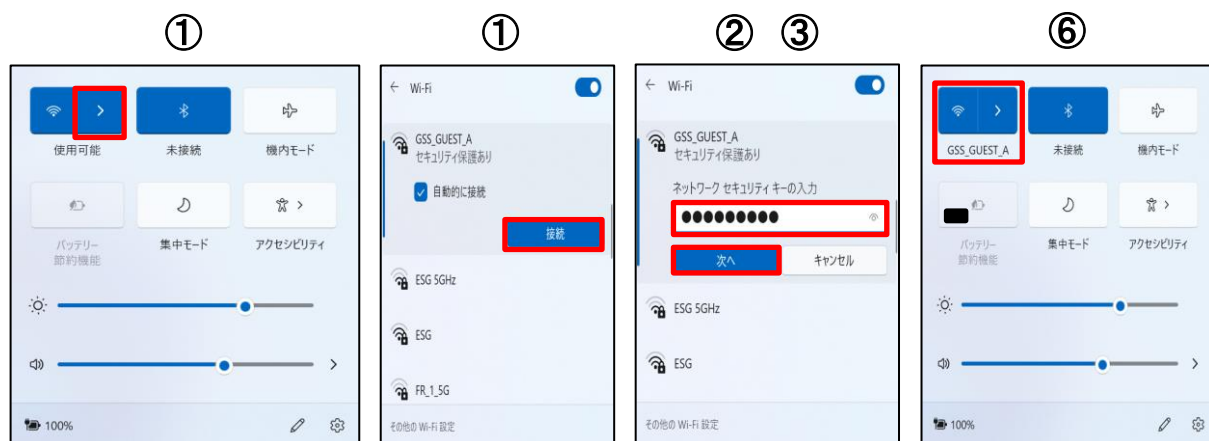 ①
使用可能
未接続
機内モード
バッテリー
節約機能
集中モード
アクセシビリティ
100%
①
Wi-Fi
GSS_GUEST_A
セキュリティ保護あり
自動的に接続
接続
ESG 5GHz
ESG
FR_1_5G
その他の Wi-Fi 設定
② ③
Wi-Fi
GSS_GUEST_A
セキュリティ保護あり
ネットワーク セキュリティ キーの入力
●●●●●●●●●
次へ
キャンセル
ESG 5GHz
ESG
その他の Wi-Fi 設定
⑥
GSS_GUEST_A
未接続
機内モード
バッテリー
節約機能
集中モード
アクセシビリティ
100%